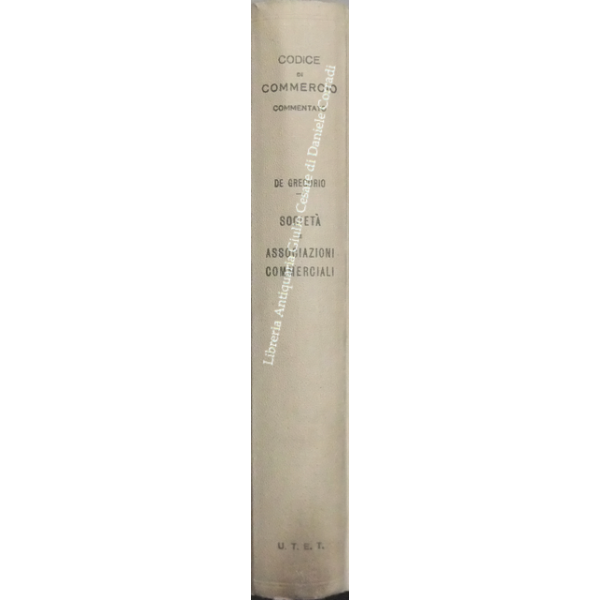 CODICE
DI
COMMERCIO
COMMENTATO
DE GREGORIO
SOCIETÀ
E
ASSOCIAZIONI
COMMERCIALI
U. T. E. T.
Libreria Antiquaria Giulio Cesare di Daniele Corradi